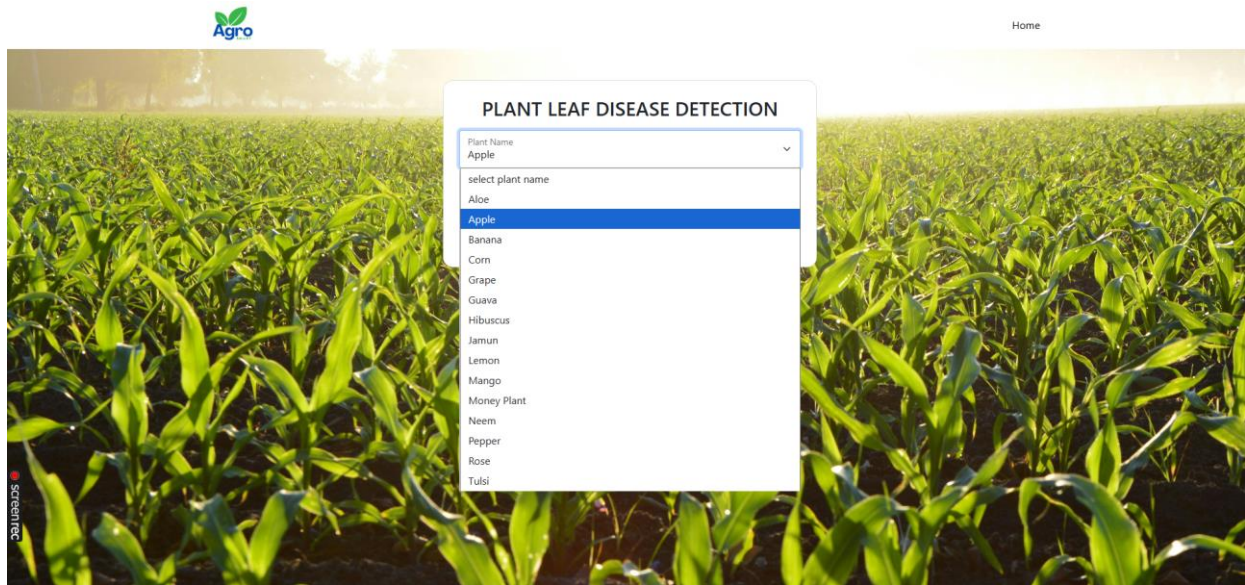 Agro
Home
PLANT LEAF DISEASE DETECTION
Plant Name
Apple
select plant name
Aloe
Apple
Banana
Corn
Grape
Guava
Hibuscus
Jamun
Lemon
Mango
Money Plant
Neem
Pepper
Rose
Tulsi
screenrec